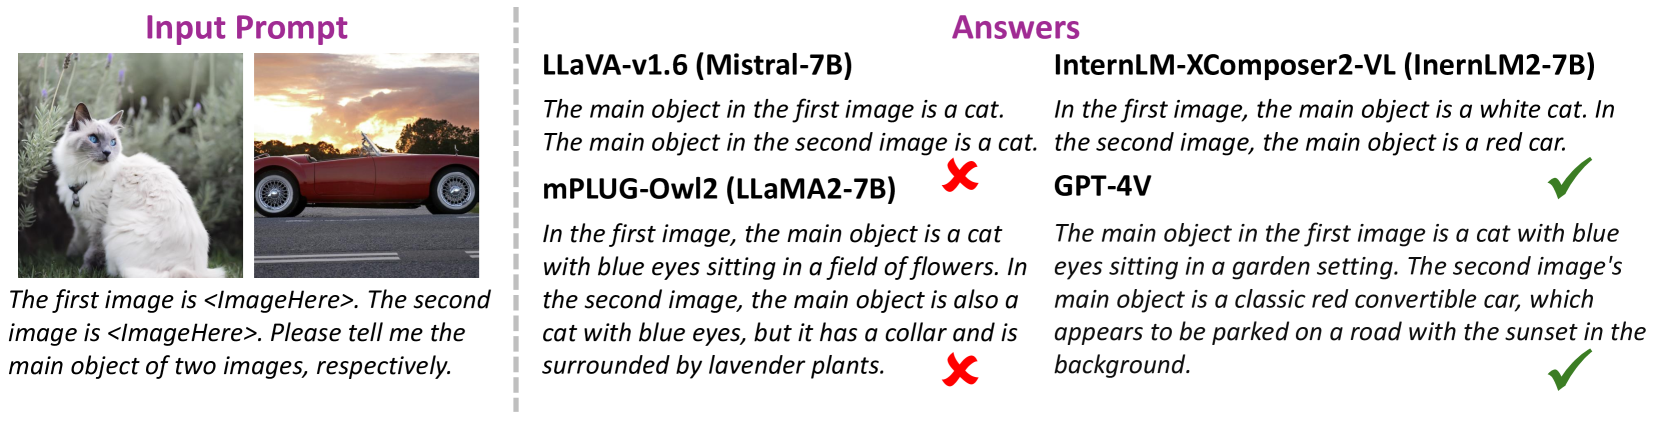 Input Prompt
The first image is <ImageHere>. The second
image is <ImageHere>. Please tell me the
main object of two images, respectively.
Answers
LLaVA-v1.6 (Mistral-7B)
The main object in the first image is a cat.
The main object in the second image is a cat.
mPLUG-Owl2 (LLaMA2-7B)
In the first image, the main object is a cat
with blue eyes sitting in a field of flowers. In
the second image, the main object is also a
cat with blue eyes, but it has a collar and is
surrounded by lavender plants.
InternLM-XComposer2-VL (InernLM2-7B)
In the first image, the main object is a white cat. In
the second image, the main object is a red car.
GPT-4V
The main object in the first image is a cat with blue
eyes sitting in a garden setting. The second image's
main object is a classic red convertible car, which
appears to be parked on a road with the sunset in the
background.